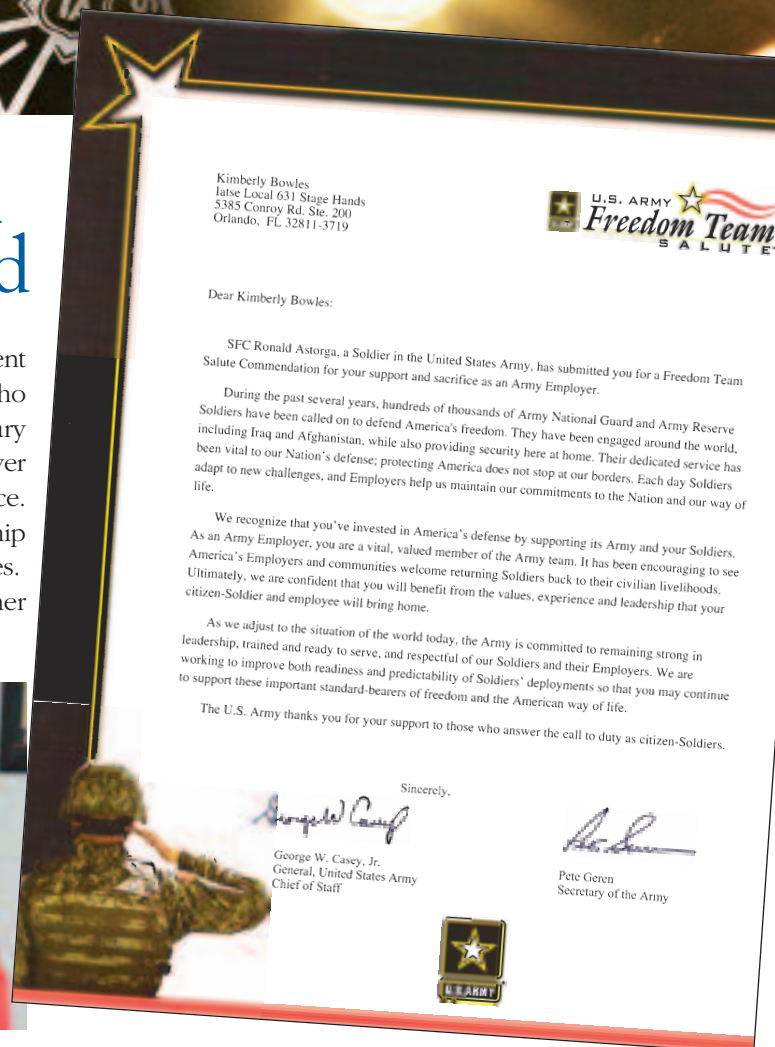 d
ent
ho
ary
ver
ce.
hip
es.
her
Kimberly Bowles
Iatse Local 631 Stage Hands
5385 Conroy Rd. Ste. 200
Orlando, FL 32811-3719
U.S. ARMY
Freedom Team
SALUTE
Dear Kimberly Bowles:
SFC Ronald Astorga, a Soldier in the United States Army, has submitted you for a Freedom Team
Salute Commendation for your support and sacrifice as an Army Employer.
During the past several years, hundreds of thousands of Army National Guard and Army Reserve
Soldiers have been called on to defend America's freedom. They have been engaged around the world,
including Iraq and Afghanistan, while also providing security here at home. Their dedicated service has
been vital to our Nation's defense; protecting America does not stop at our borders. Each day Soldiers
adapt to new challenges, and Employers help us maintain our commitments to the Nation and our way of
life.
We recognize that you've invested in America's defense by supporting its Army and your Soldiers.
As an Army Employer, you are a vital, valued member of the Army team. It has been encouraging to see
America's Employers and communities welcome returning Soldiers back to their civilian livelihoods.
Ultimately, we are confident that you will benefit from the values, experience and leadership that your
citizen-Soldier and employee will bring home.
As we adjust to the situation of the world today, the Army is committed to remaining strong in
leadership, trained and ready to serve, and respectful of our Soldiers and their Employers. We are
working to improve both readiness and predictability of Soldiers' deployments so that you may continue
to support these important standard-bearers of freedom and the American way of life.
The U.S. Army thanks you for your support to those who answer the call to duty as citizen-Soldiers.
Sincerely,
George W Casey
George W. Casey, Jr.
General, United States Army
Chief of Staff
Pete Geren
Secretary of the Army
U.S.ARMY